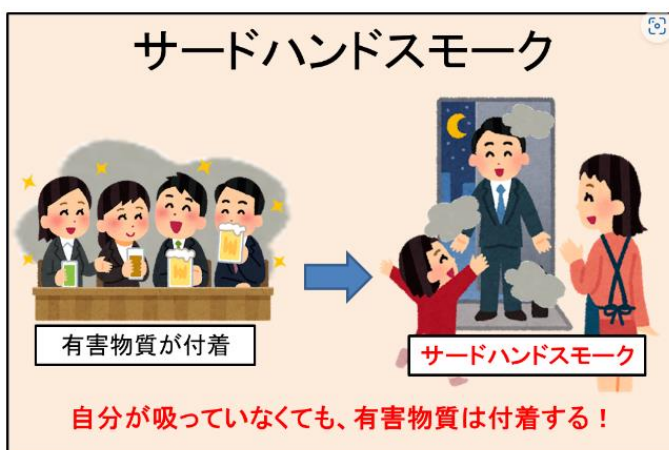 サードハンドスモーク
有害物質が付着
サードハンドスモーク
自分が吸っていなくても、有害物質は付着する！